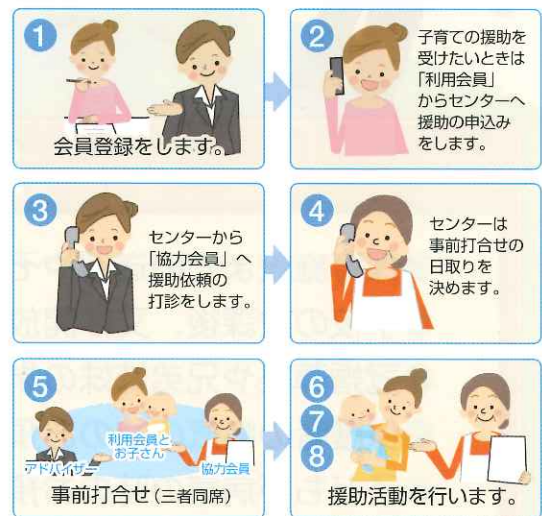 1
会員登録をします。
2
子育ての援助を
受けたいときは
「利用会員」
からセンターへ
援助の申込み
をします。
3
センターから
「協力会員」へ
援助依頼の
打診をします。
4
センターは
事前打合せの
日取りを
決めます。
5
利用会員と
お子さん
アドバイザー
協力会員
事前打合せ(三者同席)
6
7
8
援助活動を行います。